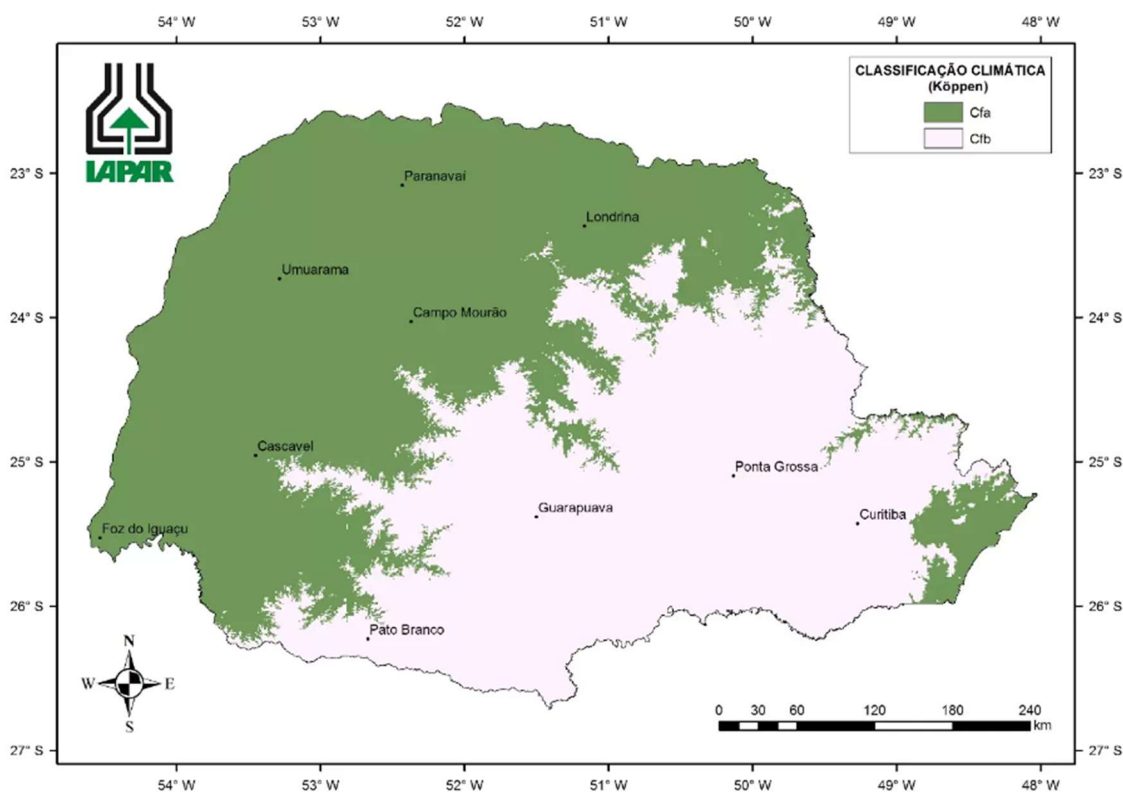 54° W 53° W 52° W 51° W 50° W 49° W 48° W
IAPAR
CLASSIFICAÇÃO CLIMÁTICA
(Köppen)
Cfa
Cfb
23° S 23° S
Paranavaí
Londrina
Umuarama
Campo Mourão
24° S 24° S
Cascavel
25° S 25° S
Ponta Grossa
Guarapuava
Curitiba
Foz do Iguaçu
26° S 26° S
Pato Branco
N
W E
S
0 30 60 120 180 240
km
27° S 27° S
54° W 53° W 52° W 51° W 50° W 49° W 48° W